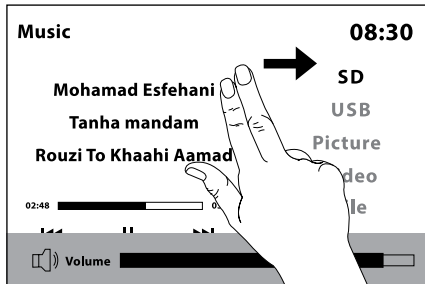 Music
08:30
Mohamad Esfehani
Tanha mandam
Rouzi To Khaahi Aamad
SD
USB
Picture
02:48
Volume